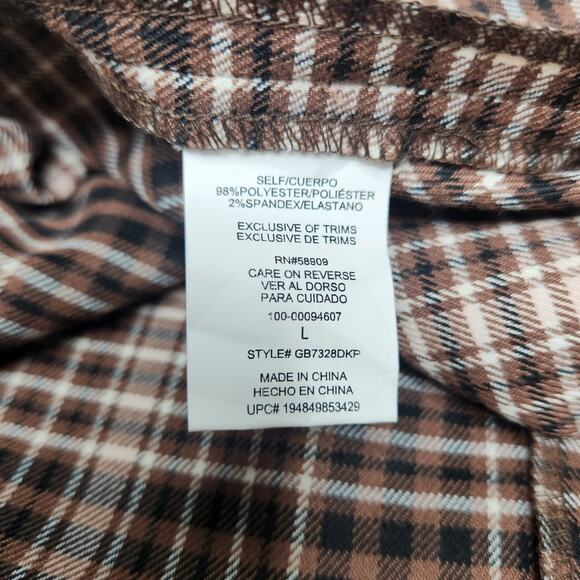 SELF/CUERPO
98%POLYESTER/POLIÉSTER
2%SPANDEX/ELASTANO
EXCLUSIVE OF TRIMS
EXCLUSIVE DE TRIMS
RN#58909
CARE ON REVERSE
VER AL DORSO
PARA CUIDADO
100-00094607
L
STYLE# GB7328DKP
MADE IN CHINA
HECHO EN CHINA
UPC# 194849853429